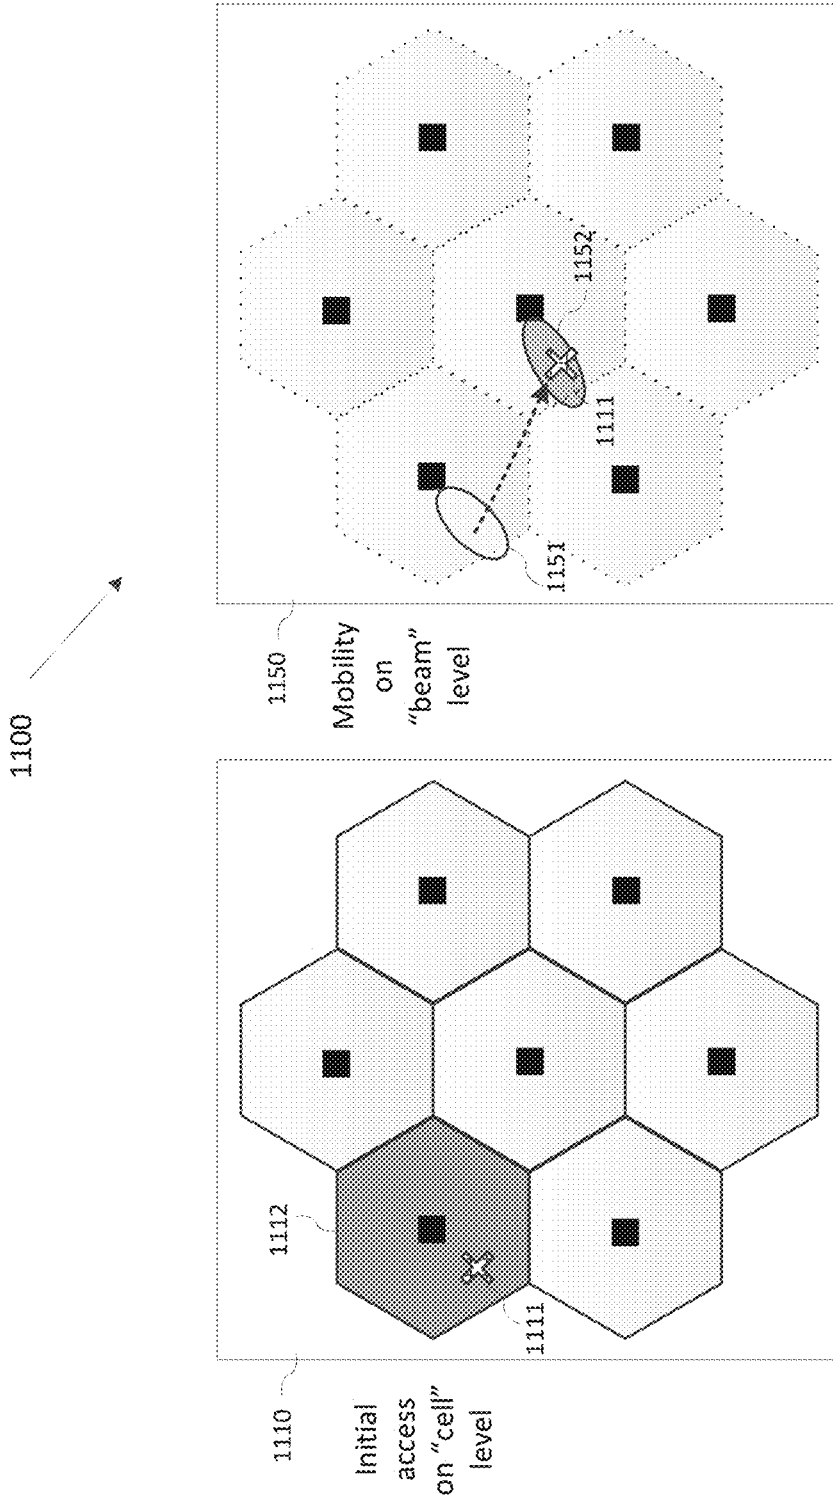 1100
1110
Initial
access
on "cell"
level
1112
1111
1150
Mobility
on
"beam"
level
1151
1111
1152